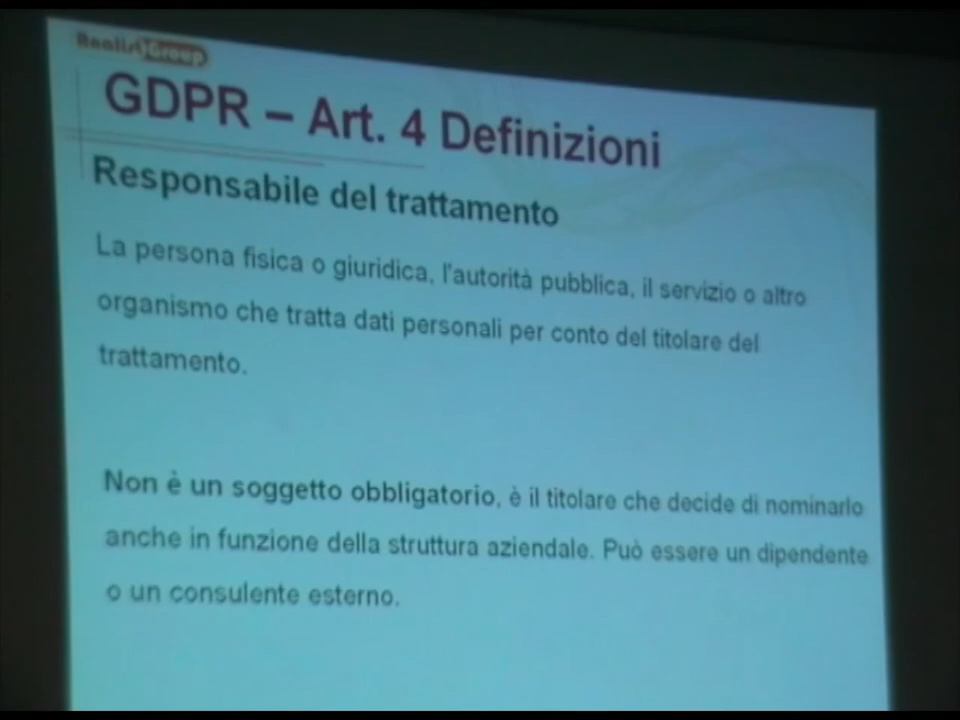 Realist Group
GDPR – Art. 4 Definizioni
Responsabile del trattamento
La persona fisica o giuridica, l'autorità pubblica, il servizio o altro
organismo che tratta dati personali per conto del titolare del
trattamento.
Non è un soggetto obbligatorio, è il titolare che decide di nominarlo
anche in funzione della struttura aziendale. Può essere un dipendente
o un consulente esterno.